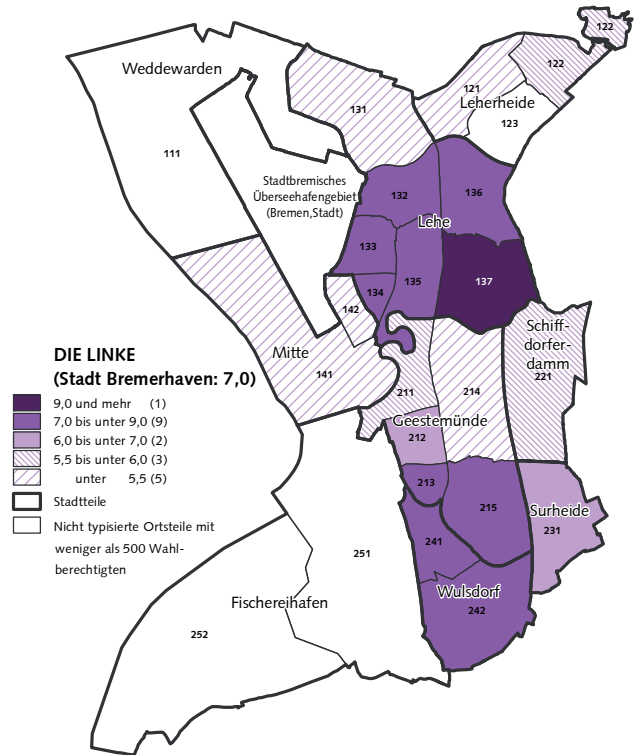 122
Weddewarden
122
121
131
Leherheide
123
111
Stadtbremisches
Überseehafengebiet
(Bremen,Stadt)
132
136
Lehe
133
137
135
134
142
Schiff-
dorfer-
damm
Mitte
141
221
211
214
DIE LINKE
(Stadt Bremerhaven: 7,0)
9,0 und mehr (1)
7,0 bis unter 9,0 (9)
6,0 bis unter 7,0 (2)
5,5 bis unter 6,0 (3)
unter 5,5 (5)
Stadtteile
Nicht typisierte Ortsteile mit
weniger als 500 Wahl-
berechtigten
Geestemünde
212
213
215
Surheide
231
241
251
Wulsdorf
242
Fischereihafen
252